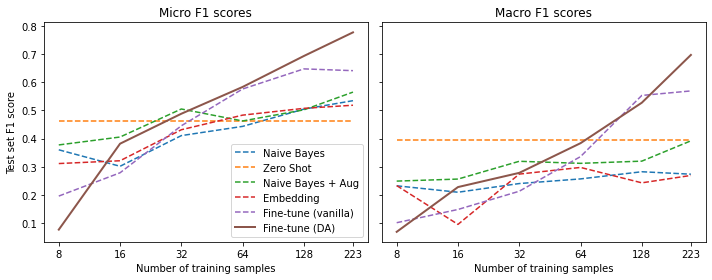 Micro F1 scores
Macro F1 scores
Test set F1 score
0.8
0.7
0.6
0.5
0.4
0.3
0.2
0.1
Naive Bayes
Zero Shot
Naive Bayes + Aug
Embedding
Fine-tune (vanilla)
Fine-tune (DA)
8 16 32 64 128 223
8 16 32 64 128 223
Number of training samples
Number of training samples